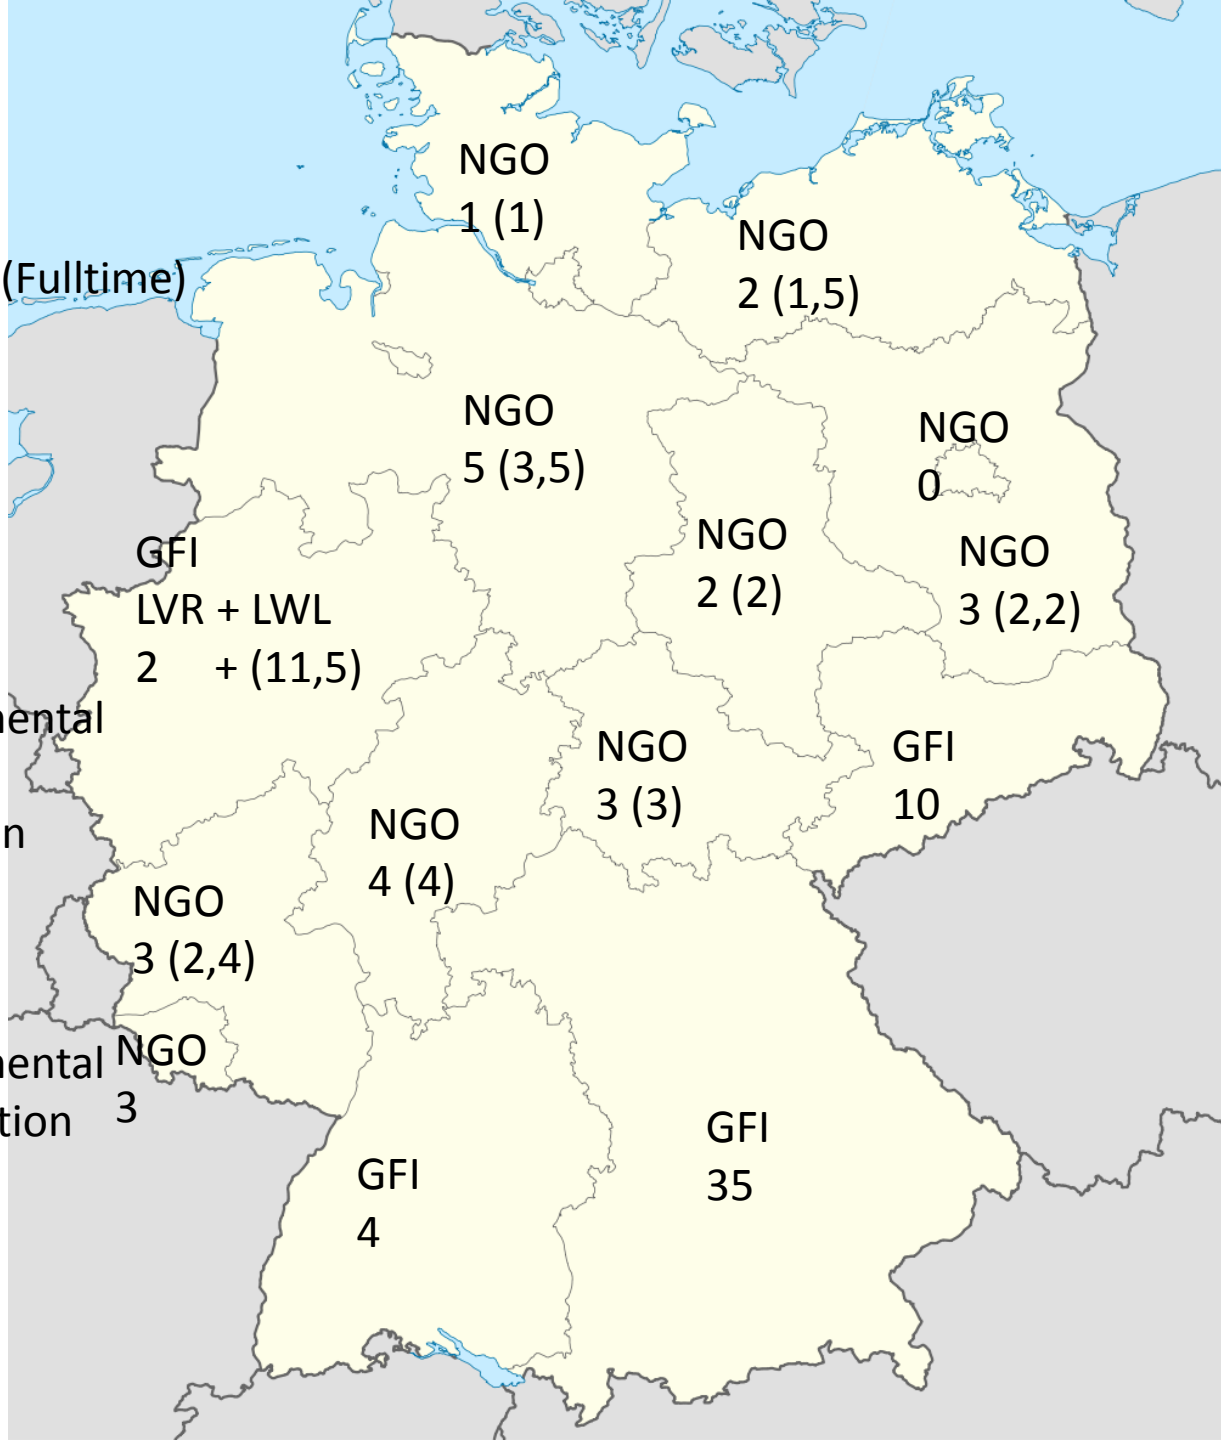 NGO
1 (1)
NGO
2 (1,5)
(Fulltime)
NGO
5 (3,5)
NGO
0
NGO
2 (2)
NGO
3 (2,2)
GFI
LVR + LWL
2 + (11,5)
ental
NGO
3 (3)
GFI
10
n
NGO
4 (4)
NGO
3 (2,4)
NGO
3
ental
tion
GFI
35
GFI
4